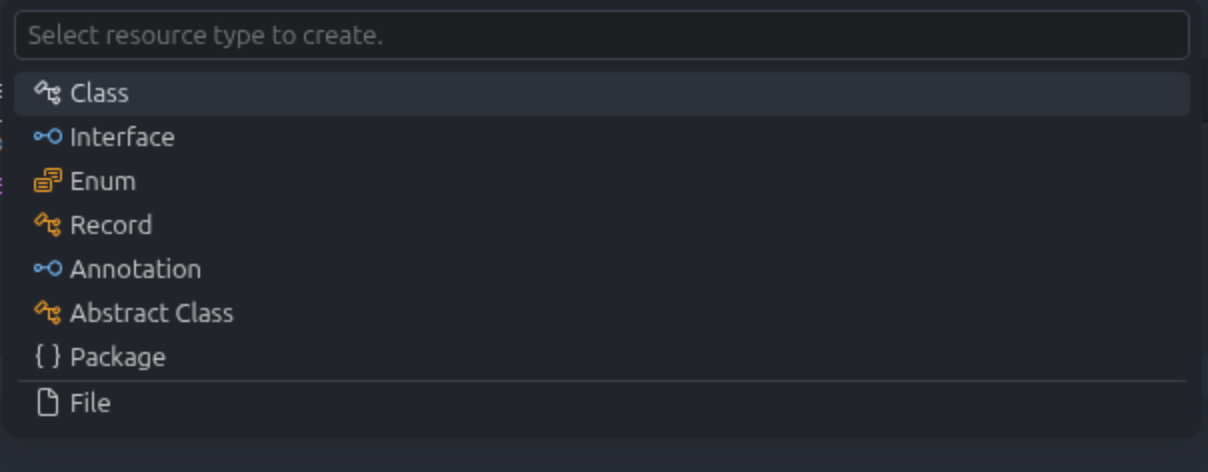 Select resource type to create.
Class
Interface
Enum
Record
Annotation
Abstract Class
{ } Package
File